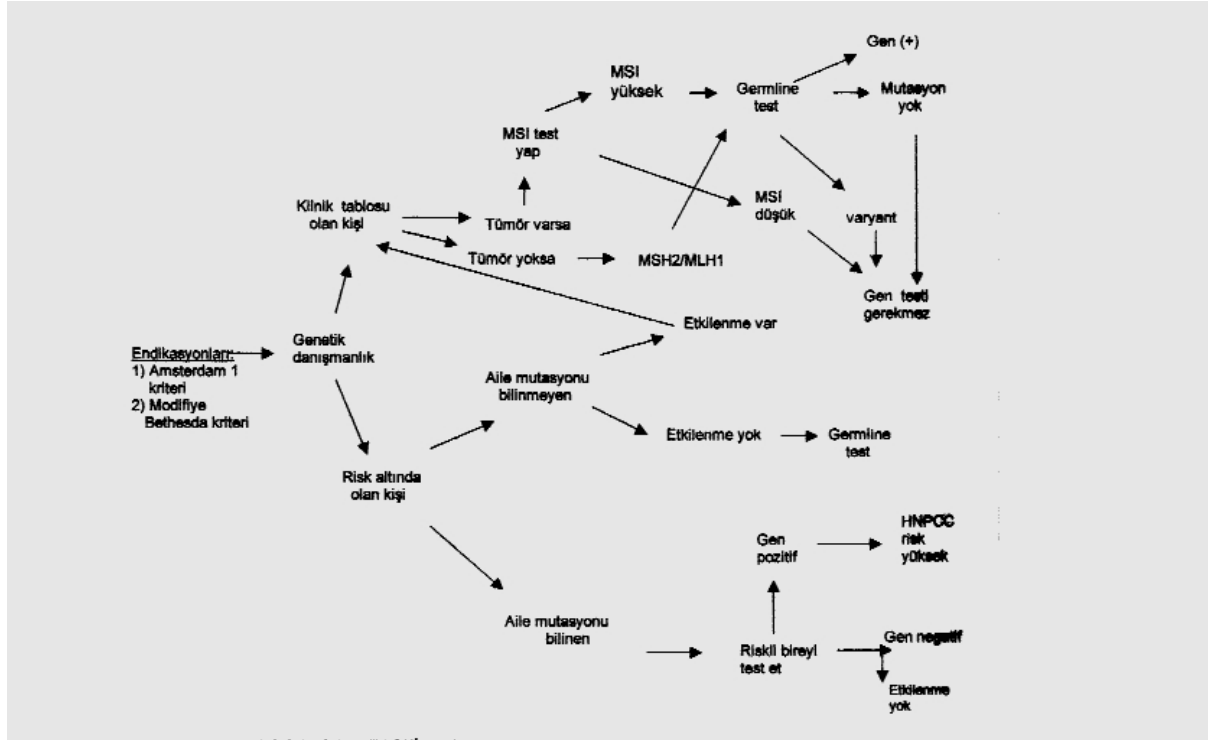 Gen (+)
MSI
yüksek
Germline
test
Mutasyon
yok
MSI test
yap
MSI
düşük
varyant
Klinik tablosu
olan kişi
Tümör varsa
Tümör yoksa
MSH2/MLH1
Gen testi
gerekmez
Etkilenme var
Genetik
danışmanlık
Endikasyonları:
1) Amsterdam 1
kriteri
2) Modifiye
Bethesda kriteri
Aile mutasyonu
bilinmeyen
Etkilenme yok
Germline
test
Risk altında
olan kişi
Gen
pozitif
HNPCC
risk
yüksek
Aile mutasyonu
bilinen
Riskli bireyi
test et
Gen negatif
Etkilenme
yok